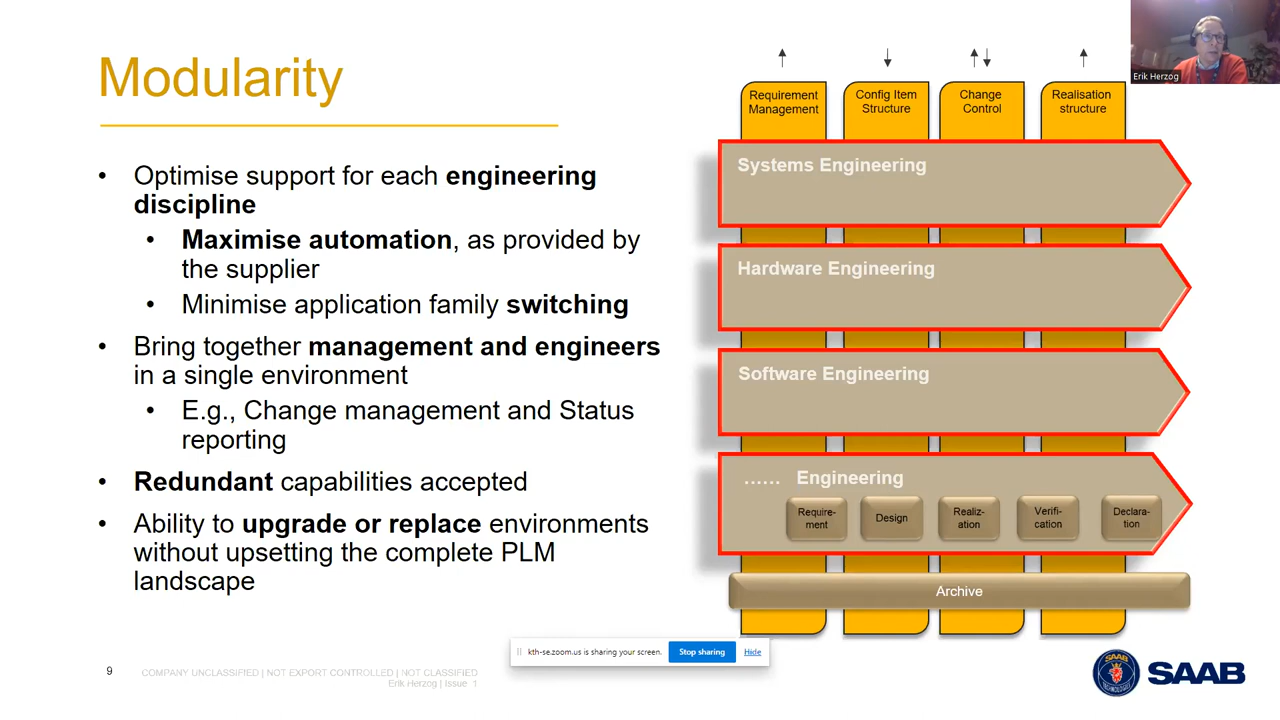 Modularity
• Optimise support for each engineering
discipline
• Maximise automation, as provided by
the supplier
• Minimise application family switching
• Bring together management and engineers
in a single environment
• E.g., Change management and Status
reporting
• Redundant capabilities accepted
• Ability to upgrade or replace environments
without upsetting the complete PLM
landscape
Requirement
Management
Config Item
Structure
Change
Control
Realisation
structure
Systems Engineering
Hardware Engineering
Software Engineering
...... Engineering
Require-
ment
Design
Realiz-
ation
Verifi-
cation
Declara-
tion
Archive
Erik Herzog
kth-se.zoom.us is sharing your screen.
Stop sharing
Hide
9
COMPANY UNCLASSIFIED | NOT EXPORT CONTROLLED | NOT CLASSIFIED
Erik Herzog | Issue 1
SAAB
TECHNOLOGIES
SAAB